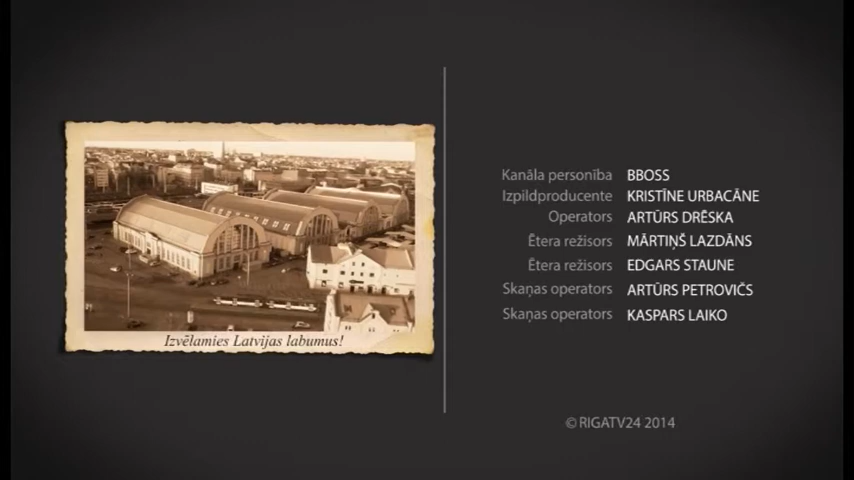 Izvēlamies Latvijas labumus!
Kanāla personība BBOSS
Izpildproducente KRISTĪNE URBACĀNE
Operators ARTŪRS DRĒSKA
Ētera režisors MĀRTIŅŠ LAZDĀNS
Ētera režisors EDGARS STAUNE
Skaņas operators ARTŪRS PETROVIČS
Skaņas operators KASPARS LAIKO
© RIGATV24 2014